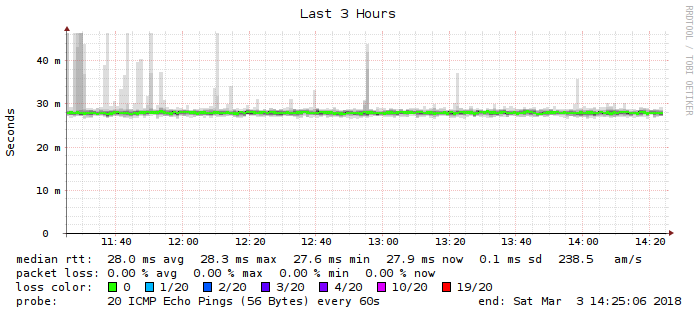 Last 3 Hours
RRDTOOL / TOBI OETIKER
Seconds
40 m
30 m
20 m
10 m
0
11:40 12:00 12:20 12:40 13:00 13:20 13:40 14:00 14:20
median rtt: 28.0 ms avg 28.3 ms max 27.6 ms min 27.9 ms now 0.1 ms sd 238.5 am/s
packet loss: 0.00 % avg 0.00 % max 0.00 % min 0.00 % now
loss color: 0 1/20 2/20 3/20 4/20 10/20 19/20
probe: 20 ICMP Echo Pings (56 Bytes) every 60s end: Sat Mar 3 14:25:06 2018